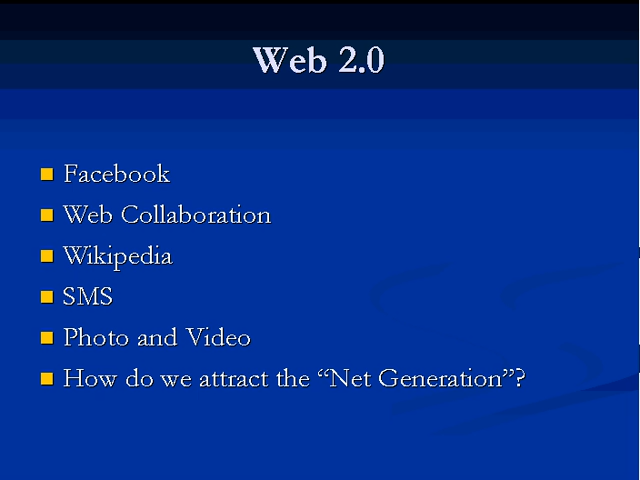 Web 2.0
Facebook
Web Collaboration
Wikipedia
SMS
Photo and Video
How do we attract the “Net Generation”?